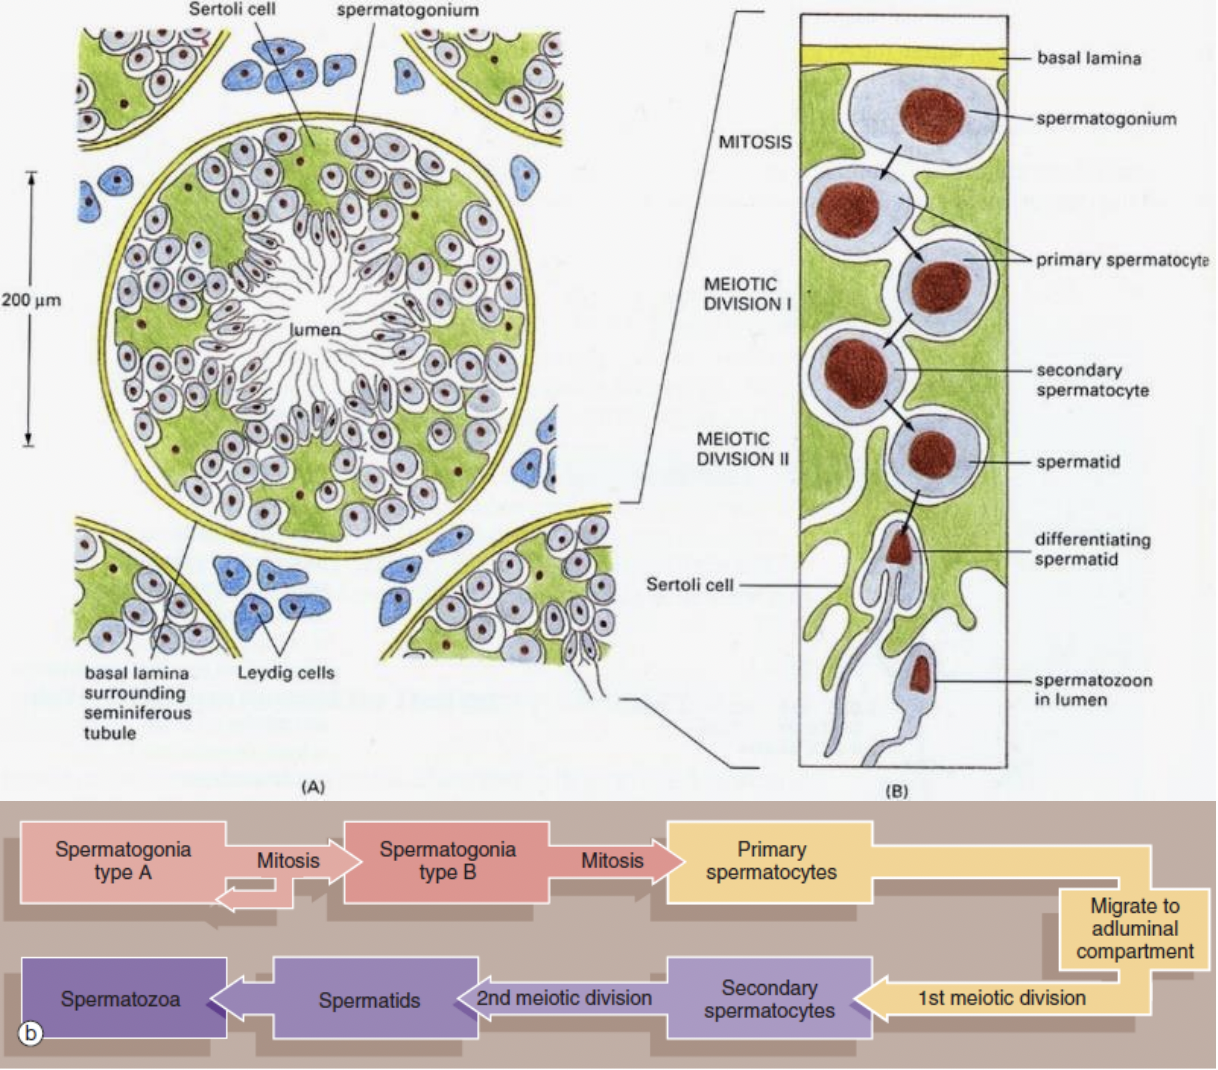 Sertoli cell
spermatogonium
200 µm
lumen
basal lamina
surrounding
seminiferous
tubule
Leydig cells
(A)
basal lamina
spermatogonium
MITOSIS
primary spermatocyte
MEIOTIC
DIVISION I
secondary
spermatocyte
MEIOTIC
DIVISION II
spermatid
differentiating
spermatid
Sertoli cell
spermatozoon
in lumen
(B)
Spermatogonia
type A
Mitosis
Spermatogonia
type B
Mitosis
Primary
spermatocytes
Migrate to
adluminal
compartment
1st meiotic division
Secondary
spermatocytes
2nd meiotic division
Spermatids
Spermatozoa
b